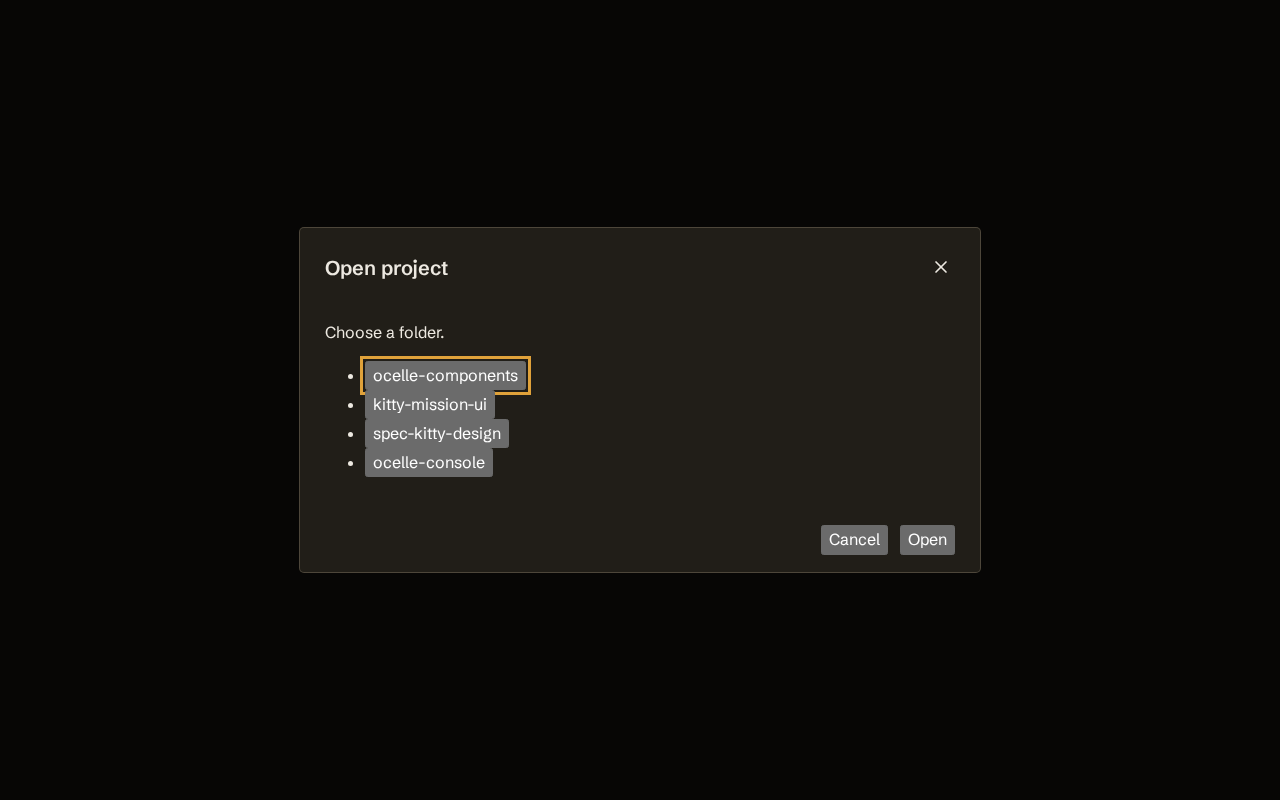 Open project
Choose a folder.
ocelle-components
kitty-mission-ui
spec-kitty-design
ocelle-console
Cancel Open